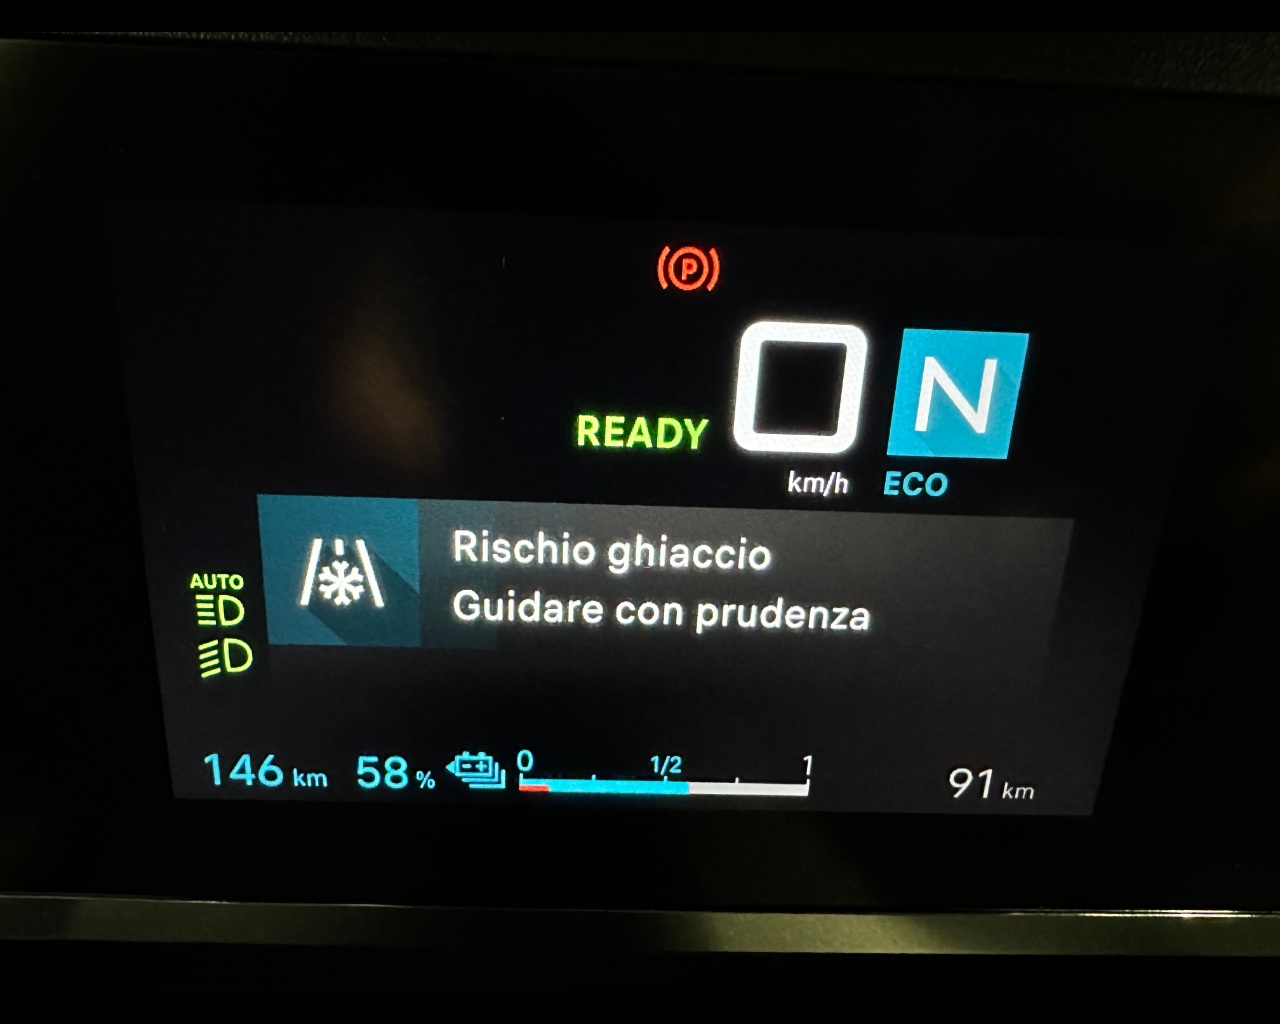 P
READY 0 N
km/h ECO
Rischio ghiaccio
Guidare con prudenza
AUTO
146 km 58 % 0 1/2 1 91 km